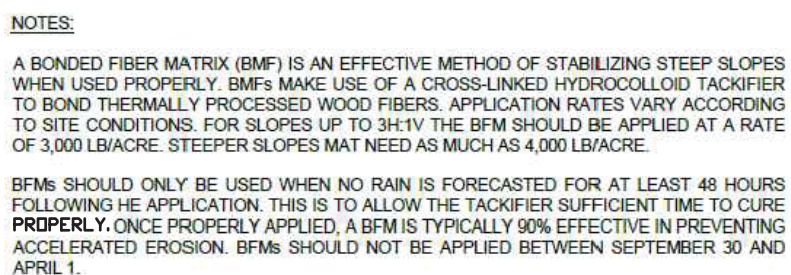 NOTES:
A BONDED FIBER MATRIX (BMF) IS AN EFFECTIVE METHOD OF STABILIZING STEEP SLOPES
WHEN USED PROPERLY. BMFs MAKE USE OF A CROSS-LINKED HYDROCOLLOID TACKIFIER
TO BOND THERMALLY PROCESSED WOOD FIBERS. APPLICATION RATES VARY ACCORDING
TO SITE CONDITIONS. FOR SLOPES UP TO 3H:1V THE BFM SHOULD BE APPLIED AT A RATE
OF 3,000 LB/ACRE. STEEPER SLOPES MAT NEED AS MUCH AS 4,000 LB/ACRE.
BFMs SHOULD ONLY BE USED WHEN NO RAIN IS FORECASTED FOR AT LEAST 48 HOURS
FOLLOWING HE APPLICATION. THIS IS TO ALLOW THE TACKIFIER SUFFICIENT TIME TO CURE
PROPERLY. ONCE PROPERLY APPLIED, A BFM IS TYPICALLY 90% EFFECTIVE IN PREVENTING
ACCELERATED EROSION. BFMs SHOULD NOT BE APPLIED BETWEEN SEPTEMBER 30 AND
APRIL 1.